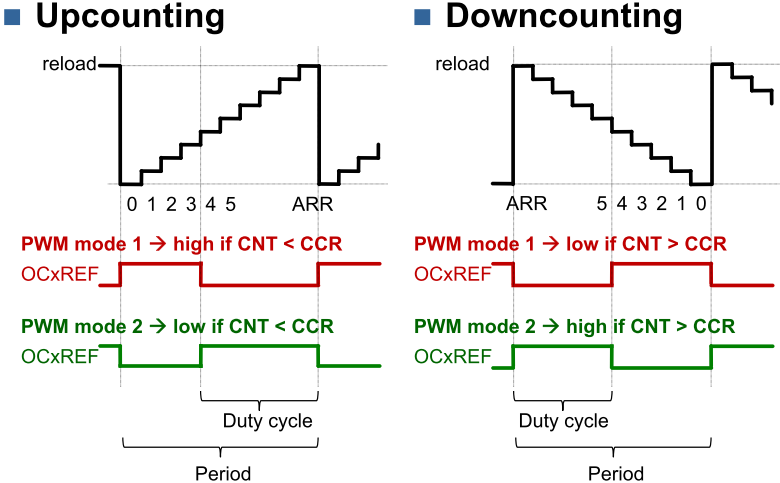 Upcounting
reload
0 1 2 3 4 5 ARR
PWM mode 1 → high if CNT < CCR
OCxREF
PWM mode 2 → low if CNT < CCR
OCxREF
Duty cycle
Period
Downcounting
reload
ARR 5 4 3 2 1 0
PWM mode 1 → low if CNT > CCR
OCxREF
PWM mode 2 → high if CNT > CCR
OCxREF
Duty cycle
Period